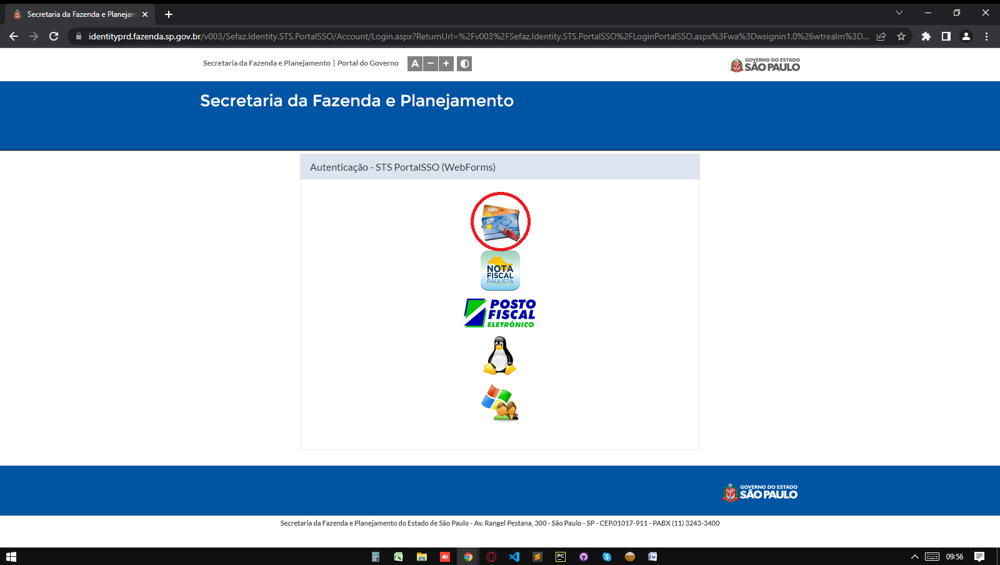 Secretaria da Fazenda e Planejam
identityprd.fazenda.sp.gov.br/v003/Sefaz.Identity.STS.PortalSSO/Account/Login.aspx?ReturnUrl=%2Fv003%2FSefaz.Identity.STS.PortalSSO%2FLoginPortalSSO.aspx%3Fwa%3Dwsignin1.0%26wtrealm%3D...
Secretaria da Fazenda e Planejamento | Portal do Governo A − +
GOVERNO DO ESTADO
SÃO PAULO
Secretaria da Fazenda e Planejamento
Autenticação - STS PortalSSO (WebForms)
CNPJ
CPF
NOTA
FISCAL
PAULISTA
POSTO
FISCAL
ELETRÔNICO
GOVERNO DO ESTADO
SÃO PAULO
Secretaria da Fazenda e Planejamento do Estado de São Paulo - Av. Rangel Pestana, 300 - São Paulo - SP - CEP.01017-911 - PABX (11) 3243-3400
PC
09:56